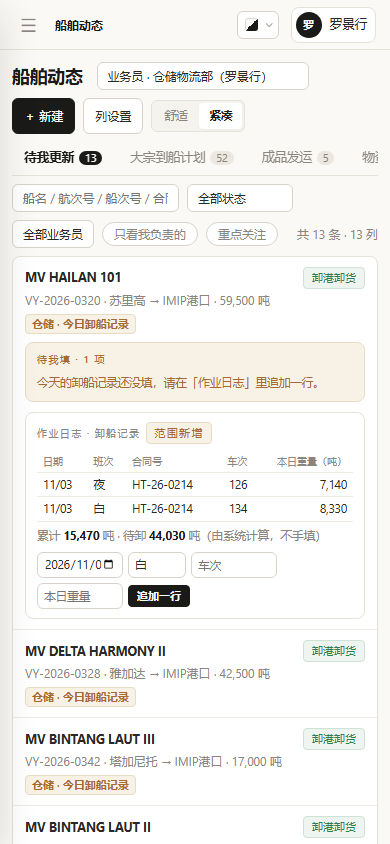 船舶动态
罗
罗景行
船舶动态
业务员 · 仓储物流部（罗景行）
+ 新建
列设置
舒适
紧凑
待我更新 13
大宗到船计划 52
成品发运 5
船名 / 航次号 / 船次号 / 合同
全部状态
全部业务员
只看我负责的
重点关注
共 13 条 · 13 列
MV HAILAN 101
卸港卸货
VY-2026-0320 · 苏里高 → IMIP港口 · 59,500 吨
仓储 · 今日卸船记录
待我填 · 1 项
今天的卸船记录还没填，请在「作业日志」里追加一行。
作业日志 · 卸船记录
范围新增
日期 班次 合同号 车次 本日重量（吨）
11/03 夜 HT-26-0214 126 7,140
11/03 白 HT-26-0214 134 8,330
累计 15,470 吨 · 待卸 44,030 吨（由系统计算，不手填）
2026/11/0
白
车次
本日重量
追加一行
MV DELTA HARMONY II
卸港卸货
VY-2026-0328 · 雅加达 → IMIP港口 · 42,500 吨
仓储 · 今日卸船记录
MV BINTANG LAUT III
卸港卸货
VY-2026-0342 · 塔加尼托 → IMIP港口 · 17,000 吨
仓储 · 今日卸船记录
MV BINTANG LAUT II
卸港卸货